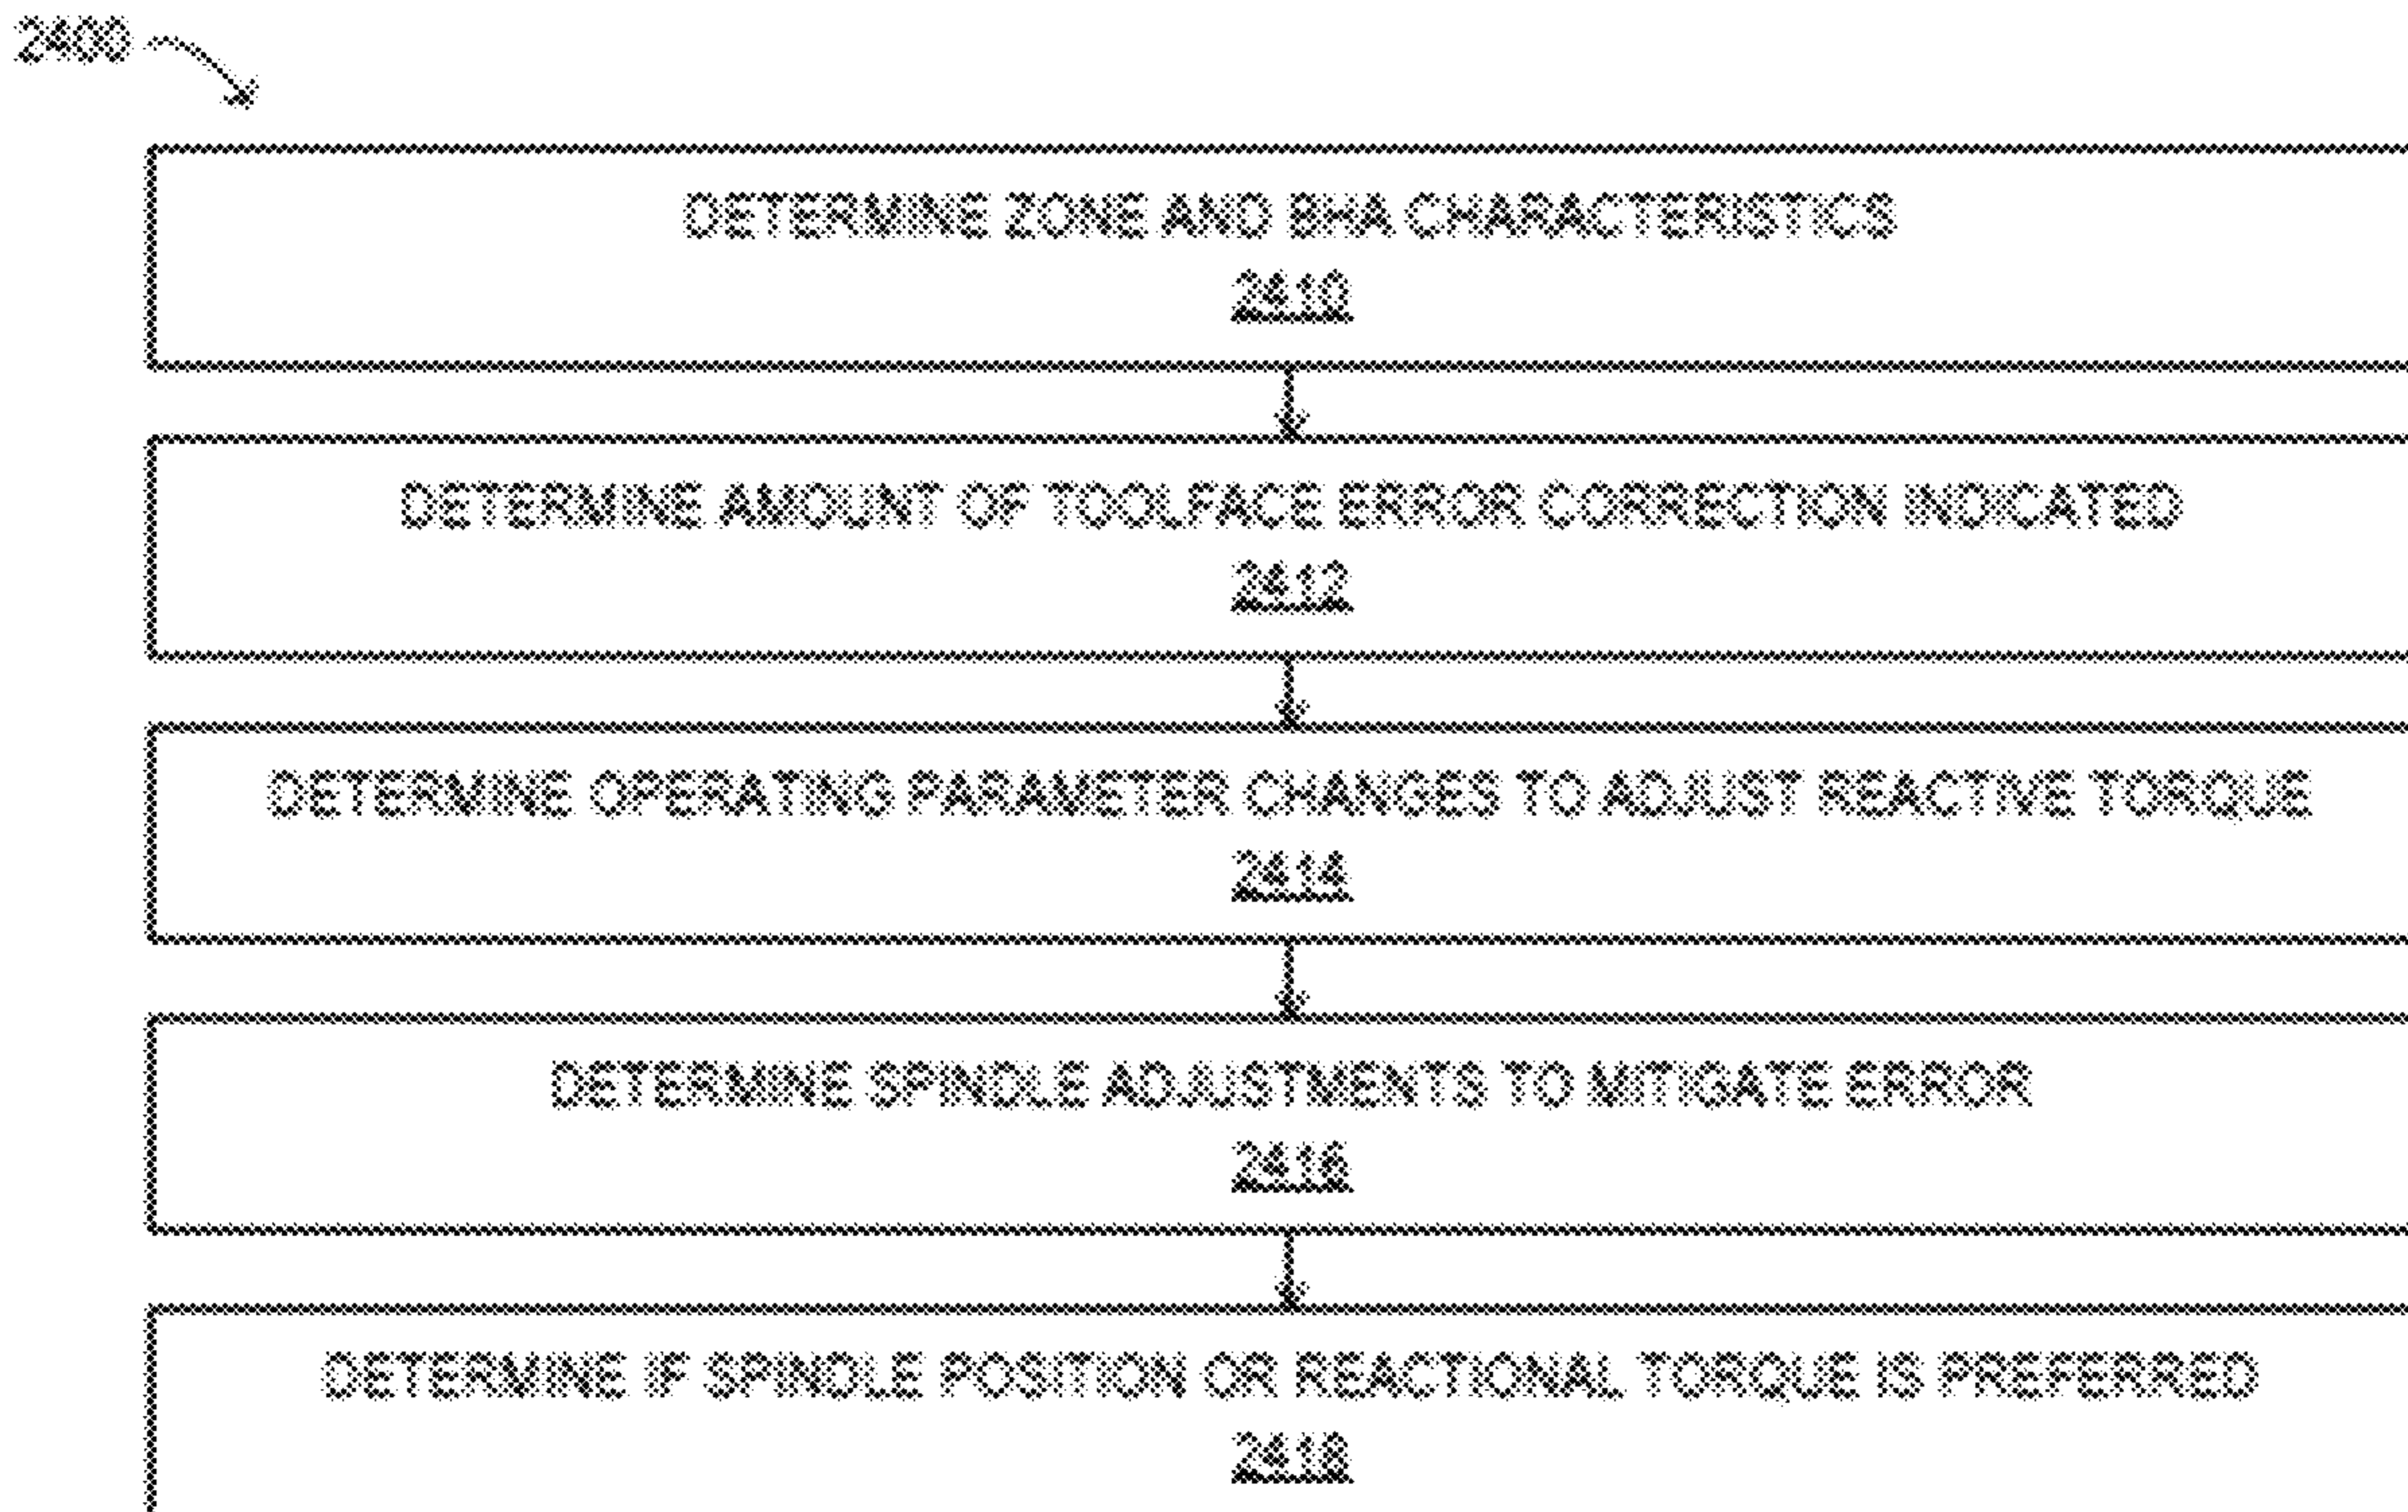 2400
DETERMINE ZONE AND BHA CHARACTERISTICS
2410
DETERMINE AMOUNT OF TOOLFACE ERROR CORRECTION INDICATED
2412
DETERMINE OPERATING PARAMETER CHANGES TO ADJUST REACTIVE TORQUE
2414
DETERMINE SPINDLE ADJUSTMENTS TO MITIGATE ERROR
2416
DETERMINE IF SPINDLE POSITION OR REACTIONAL TORQUE IS PREFERRED
2418